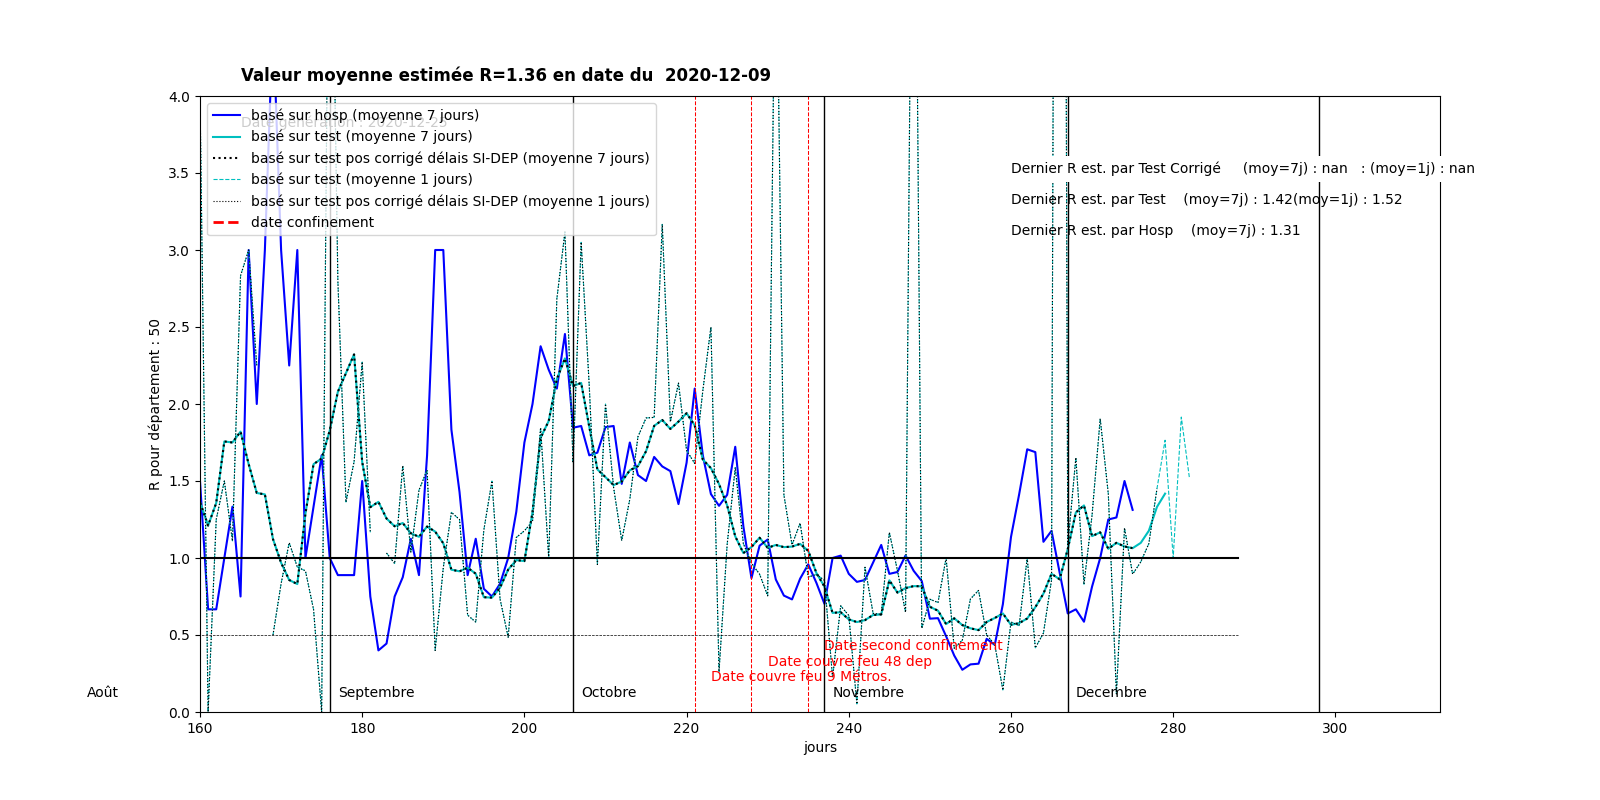 Valeur moyenne estimée R=1.36 en date du  2020-12-09
4.0
basé sur hosp (moyenne 7 jours)
basé sur test (moyenne 7 jours)
basé sur test pos corrigé délais SI-DEP (moyenne 7 jours)
basé sur test (moyenne 1 jours)
basé sur test pos corrigé délais SI-DEP (moyenne 1 jours)
date confinement
Dernier R est. par Test Corrigé     (moy=7j) : nan   : (moy=1j) : nan
Dernier R est. par Test    (moy=7j) : 1.42(moy=1j) : 1.52
Dernier R est. par Hosp    (moy=7j) : 1.31
3.5
3.0
2.5
2.0
1.5
1.0
0.5
0.0
R pour département : 50
Date second confinement
Date couvre feu 48 dep
Date couvre feu 9 Metros.
Août
Septembre
Octobre
Novembre
Decembre
160
180
200
220
240
260
280
300
jours